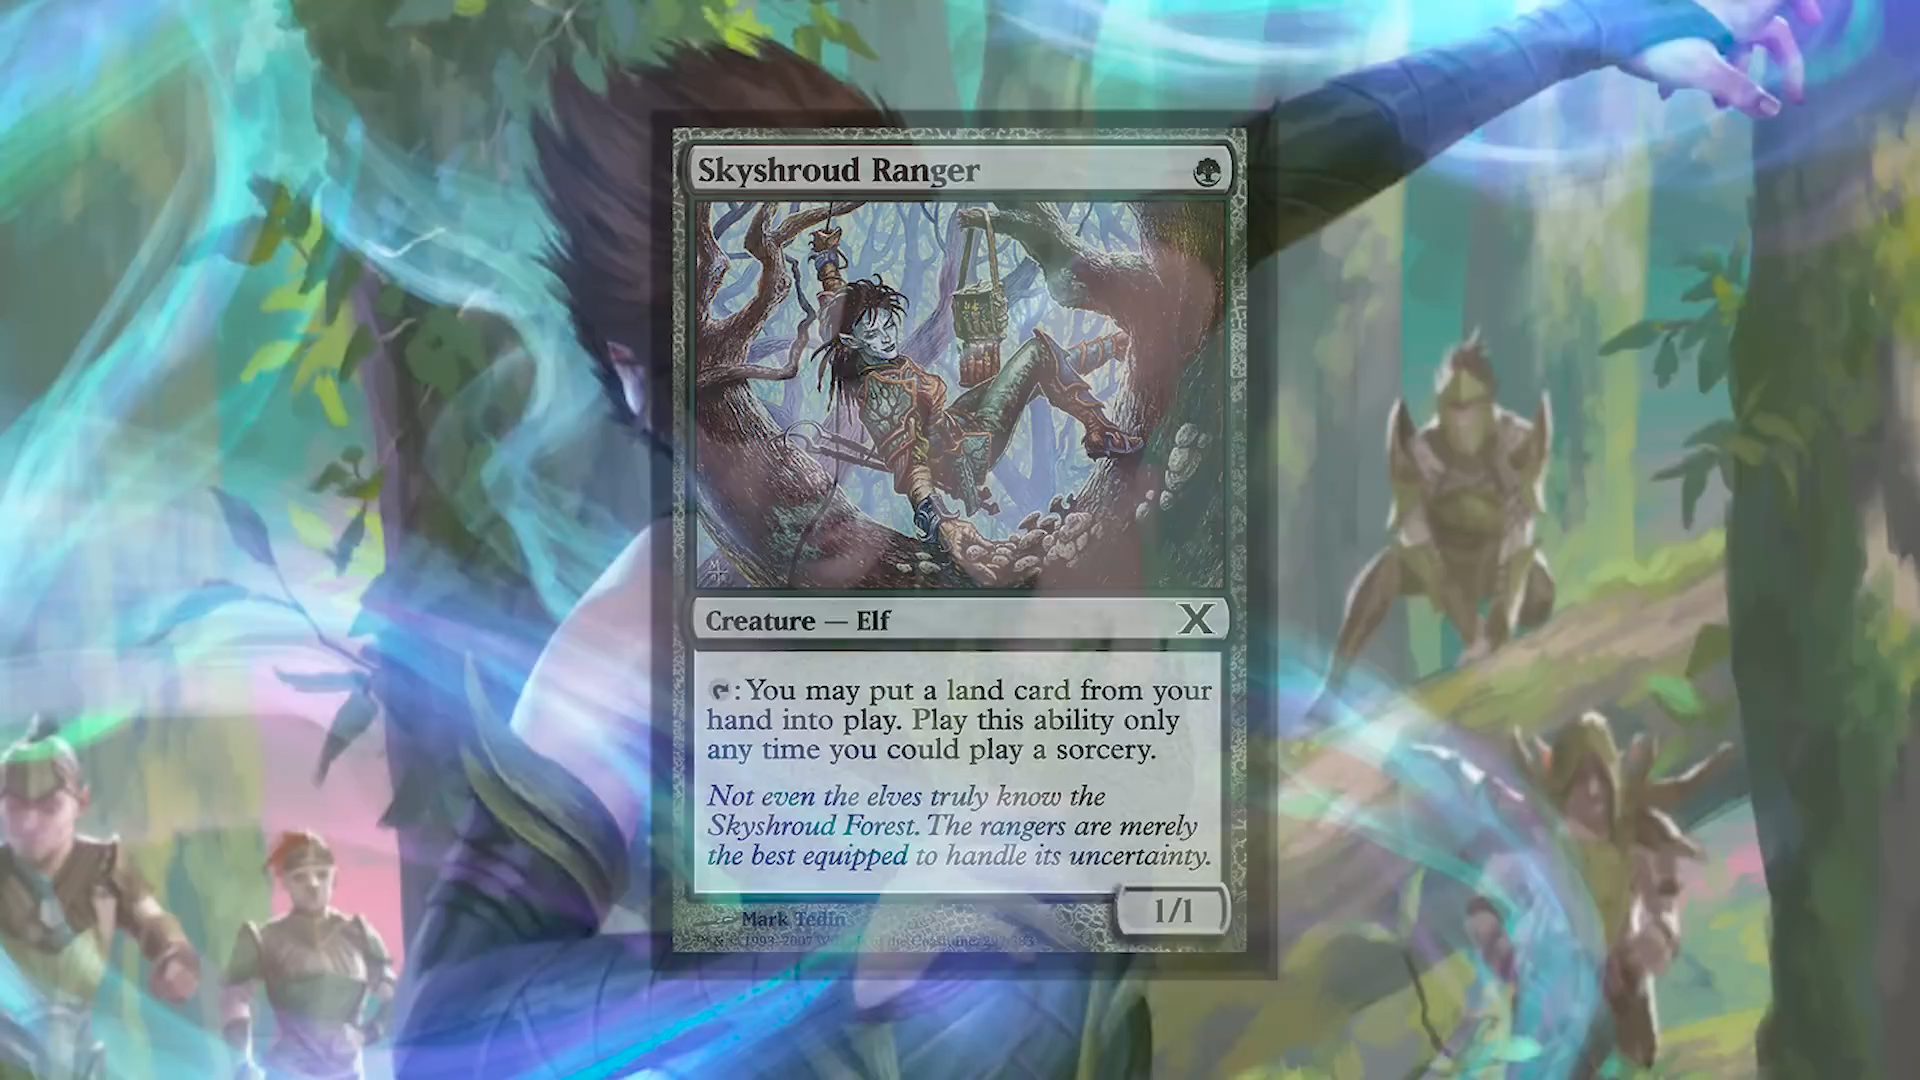 Skyshroud Ranger
Creature — Elf
: You may put a land card from your
hand into play. Play this ability only
any time you could play a sorcery.
Not even the elves truly know the
Skyshroud Forest. The rangers are merely
the best equipped to handle its uncertainty.
1/1
Mark Tedin